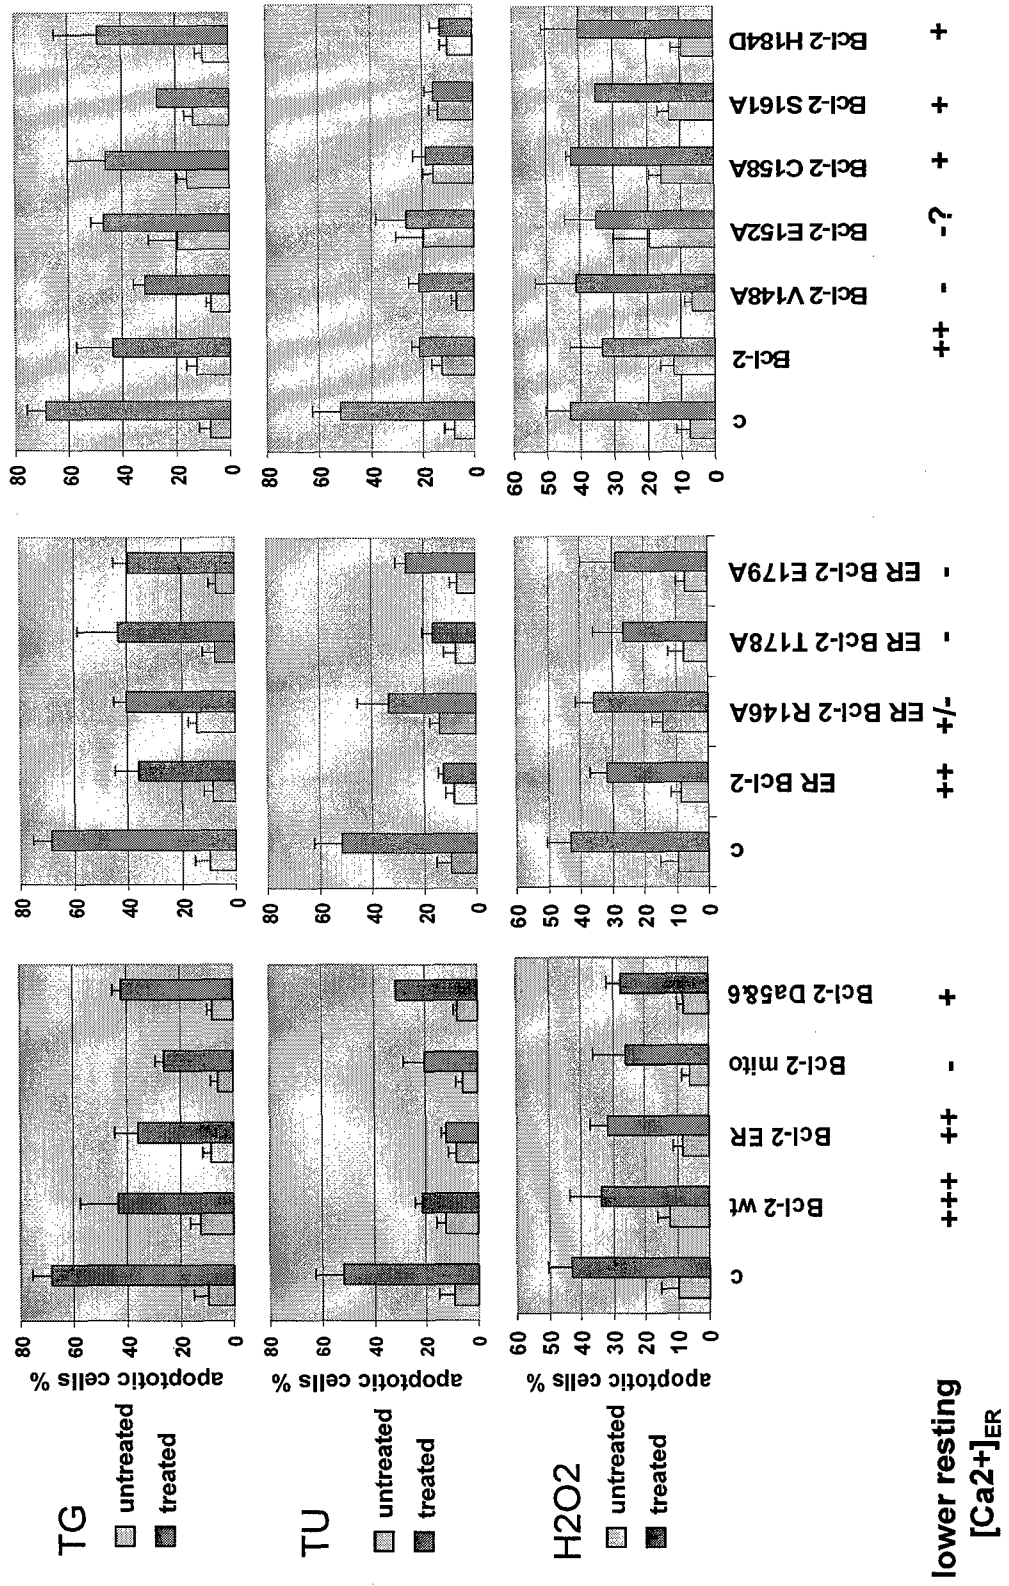 TG
untreated
treated
apoptotic cells %
80
60
40
20
0
80
60
40
20
0
80
60
40
20
0
TU
untreated
treated
apoptotic cells %
80
60
40
20
0
80
60
40
20
0
80
60
40
20
0
H2O2
untreated
treated
apoptotic cells %
60
50
40
30
20
10
0
60
50
40
30
20
10
0
60
50
40
30
20
10
0
c
Bcl-2 wt
Bcl-2 ER
Bcl-2 mito
Bcl-2 Da5&6
c
ER Bcl-2
ER Bcl-2 R146A
ER Bcl-2 T178A
ER Bcl-2 E179A
c
Bcl-2
Bcl-2 V148A
Bcl-2 E152A
Bcl-2 C158A
Bcl-2 S161A
Bcl-2 H184D
lower resting
[Ca2+]ER
+++ ++ - + ++ +/- - - ++ - -? + + +